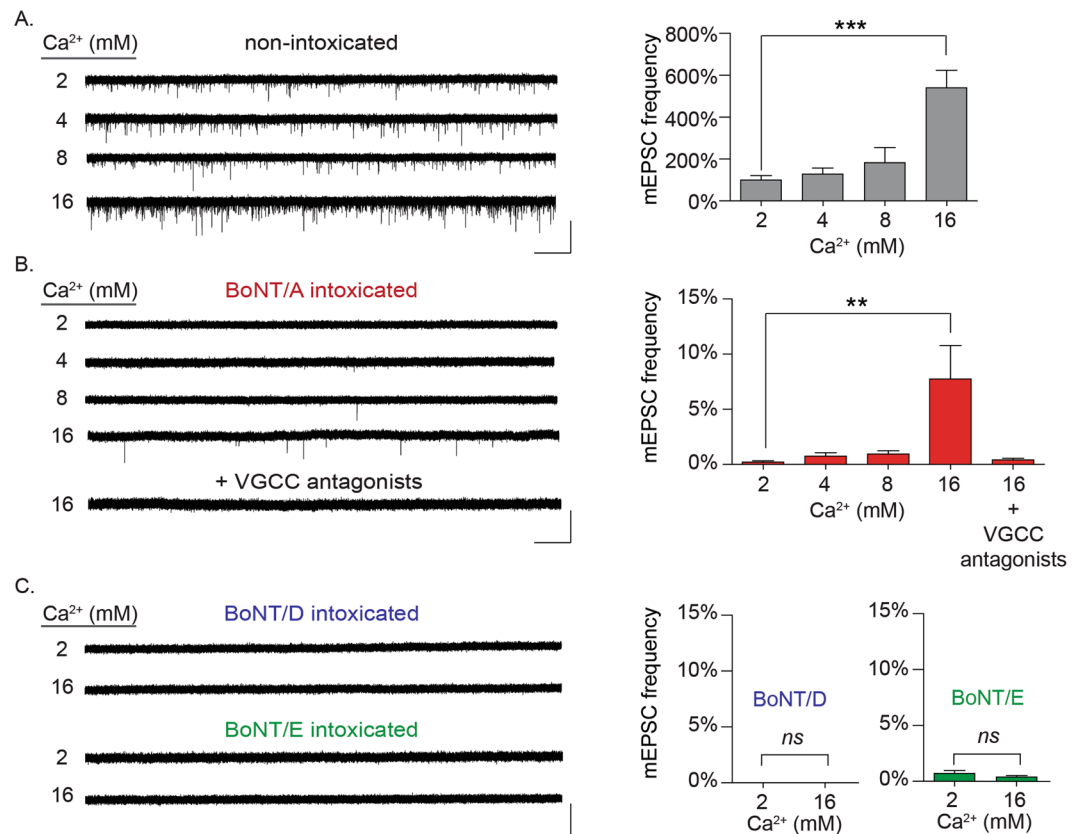 A.
Ca²⁺ (mM)
non-intoxicated
2
4
8
16
mEPSC frequency
800%
600%
400%
200%
0%
***
2 4 8 16
Ca²⁺ (mM)
B.
Ca²⁺ (mM)
BoNT/A intoxicated
2
4
8
16
+ VGCC antagonists
16
mEPSC frequency
15%
10%
5%
0%
**
2 4 8 16 16
Ca²⁺ (mM)
+
VGCC
antagonists
C.
Ca²⁺ (mM)
BoNT/D intoxicated
2
16
BoNT/E intoxicated
2
16
mEPSC frequency
15%
10%
5%
0%
BoNT/D
ns
2 16
Ca²⁺ (mM)
15%
10%
5%
0%
BoNT/E
ns
2 16
Ca²⁺ (mM)